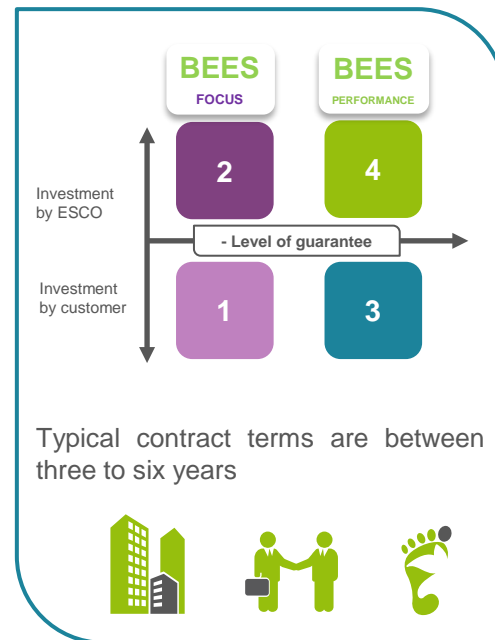 BEES
FOCUS
BEES
PERFORMANCE
2
4
Investment
by ESCO
- Level of guarantee
Investment
by customer
1
3
Typical contract terms are between
three to six years